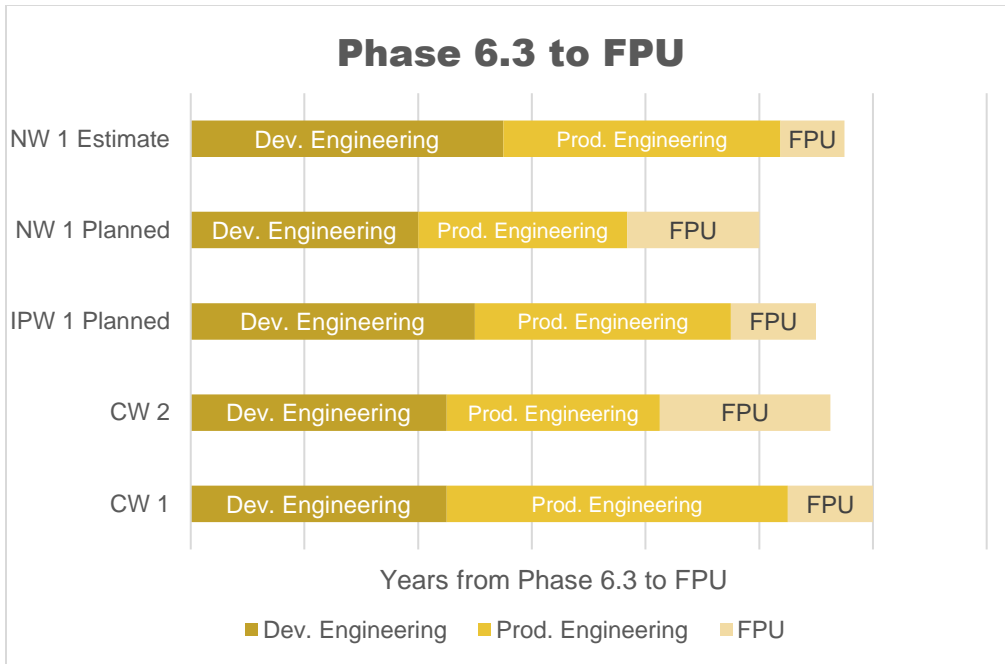 Phase 6.3 to FPU
NW 1 Estimate
Dev. Engineering
Prod. Engineering
FPU
NW 1 Planned
Dev. Engineering
Prod. Engineering
FPU
IPW 1 Planned
Dev. Engineering
Prod. Engineering
FPU
CW 2
Dev. Engineering
Prod. Engineering
FPU
CW 1
Dev. Engineering
Prod. Engineering
FPU
Years from Phase 6.3 to FPU
Dev. Engineering
Prod. Engineering
FPU